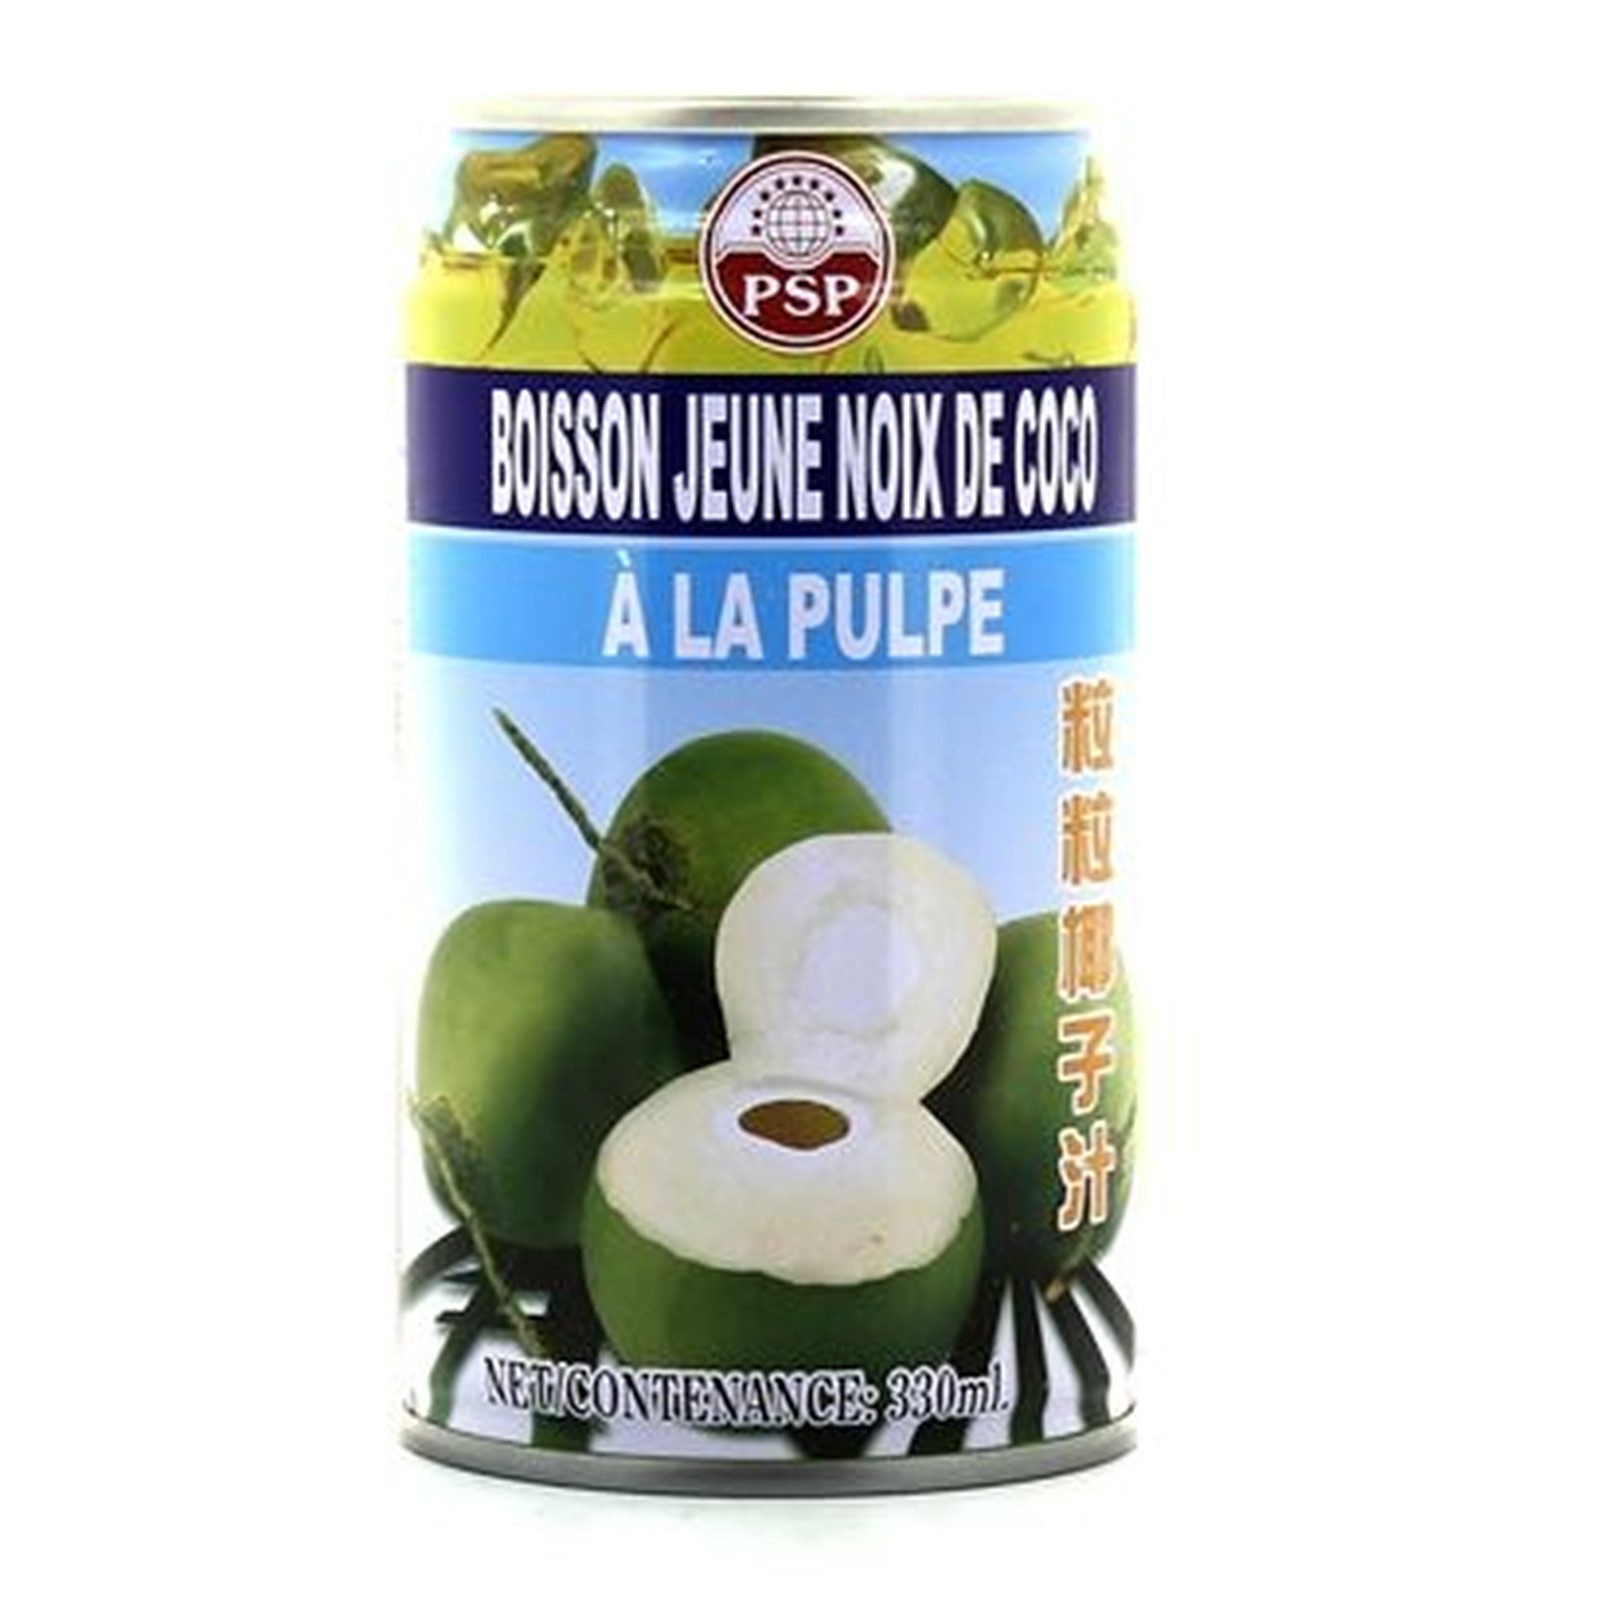 PSP
BOISSON JEUNE NOIX DE COCO
À LA PULPE
粒粒椰子汁
NET/CONTENANCE: 330ml.